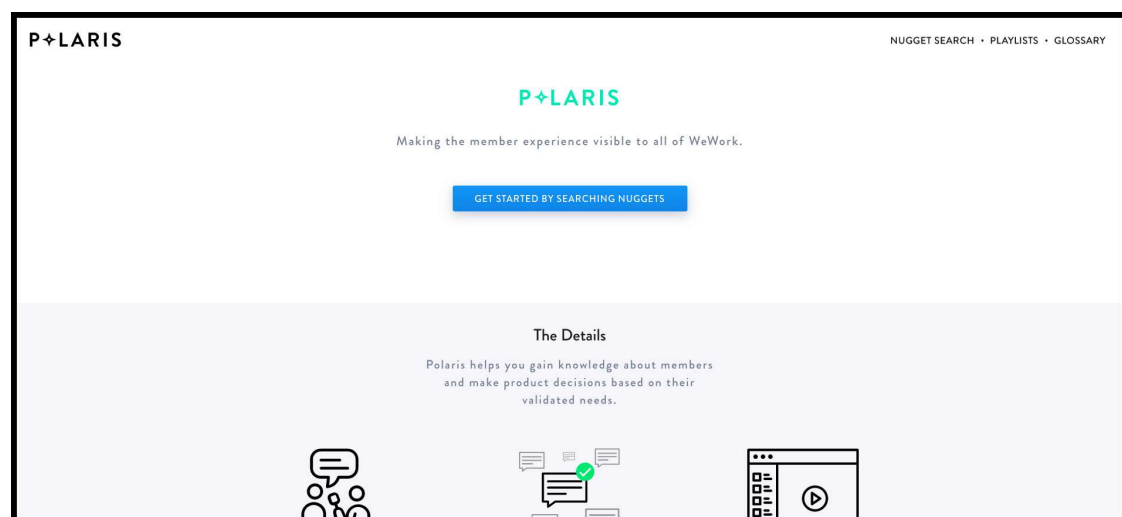 P✧LARIS
NUGGET SEARCH • PLAYLISTS • GLOSSARY
P✧LARIS
Making the member experience visible to all of WeWork.
GET STARTED BY SEARCHING NUGGETS
The Details
Polaris helps you gain knowledge about members
and make product decisions based on their
validated needs.